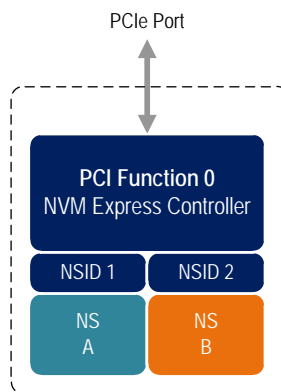 PCIe Port
PCI Function 0
NVM Express Controller
NSID 1
NSID 2
NS
A
NS
B